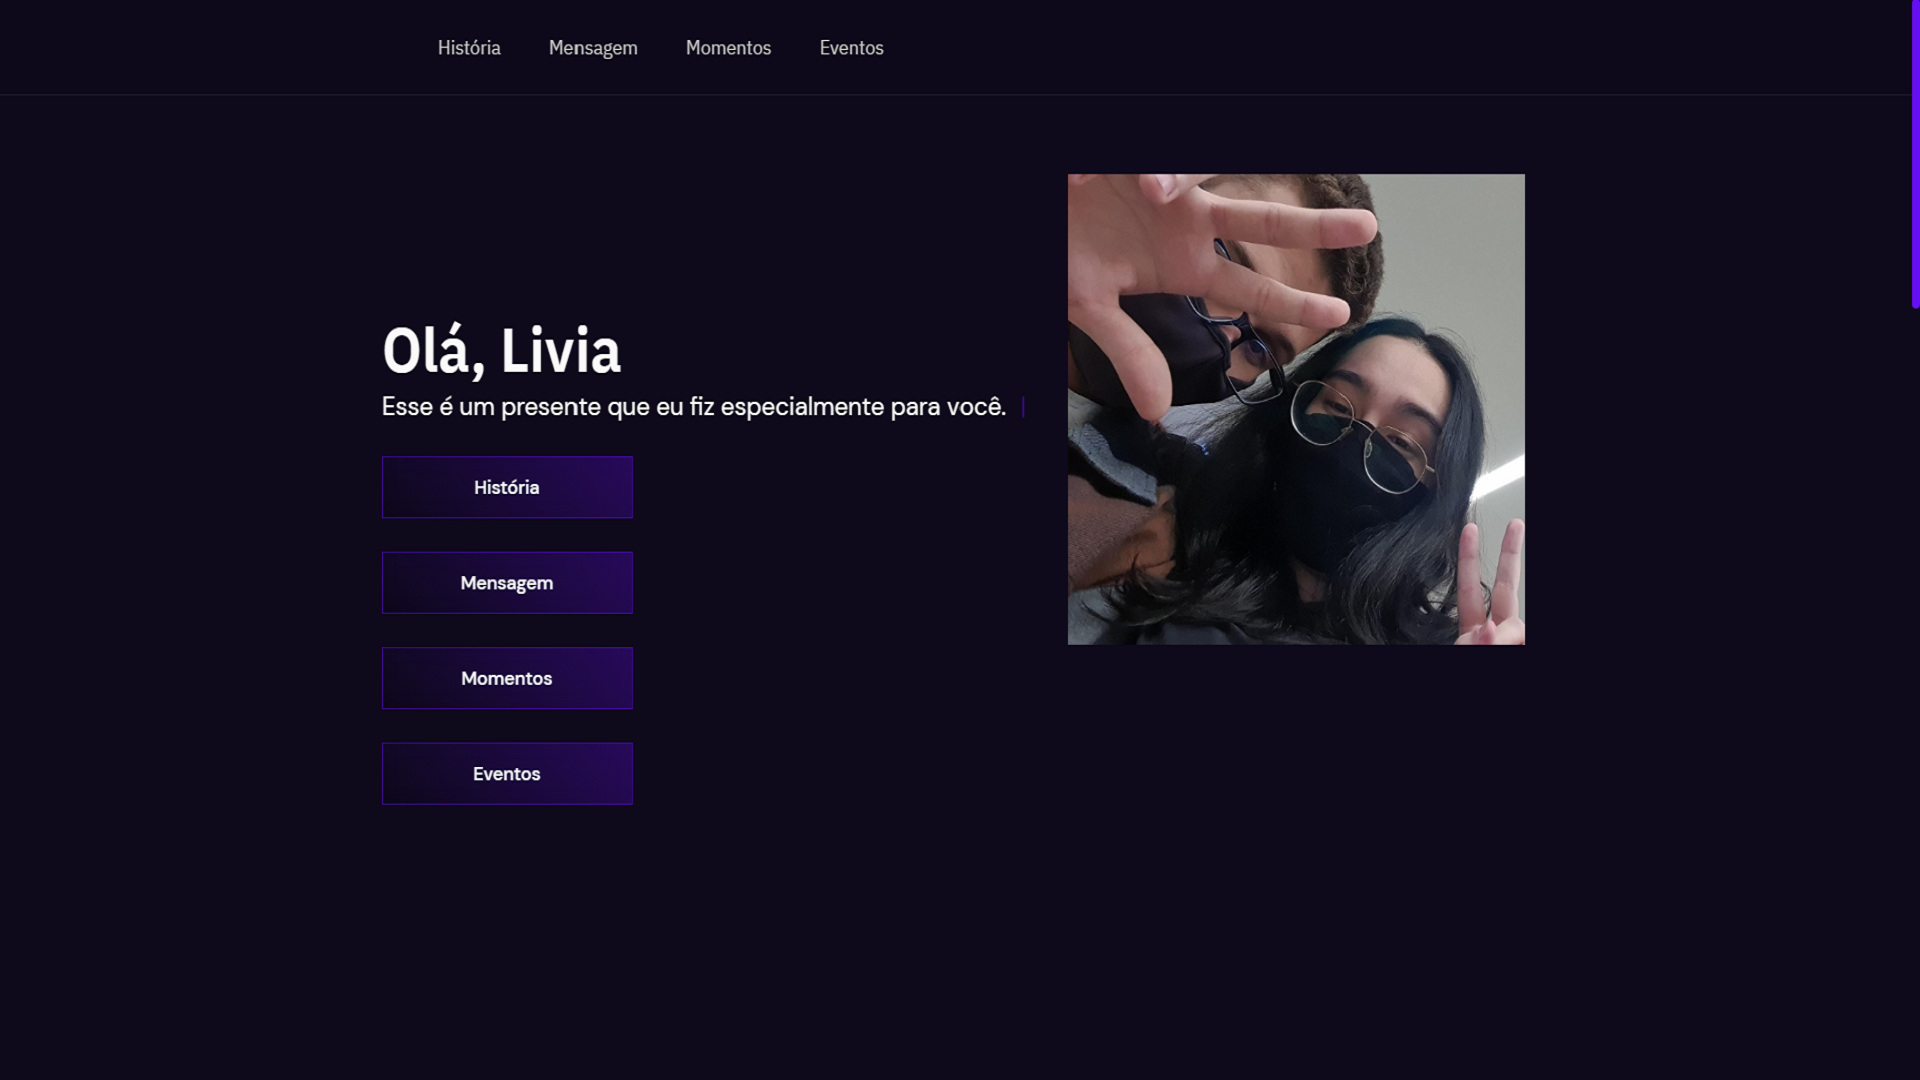 História Mensagem Momentos Eventos
Olá, Livia
Esse é um presente que eu fiz especialmente para você. |
História
Mensagem
Momentos
Eventos